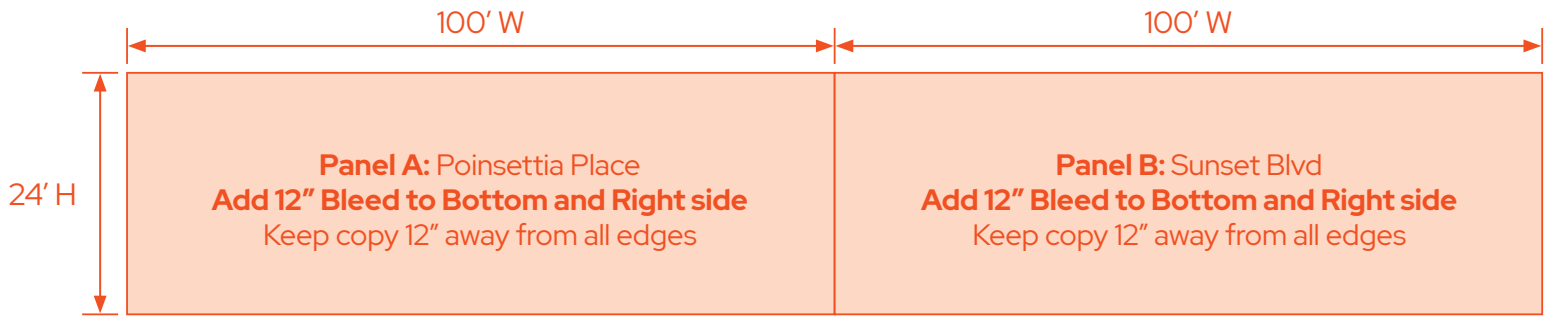 100′ W
100′ W
24′ H
Panel A: Poinsettia Place
Add 12″ Bleed to Bottom and Right side
Keep copy 12″ away from all edges
Panel B: Sunset Blvd
Add 12″ Bleed to Bottom and Right side
Keep copy 12″ away from all edges